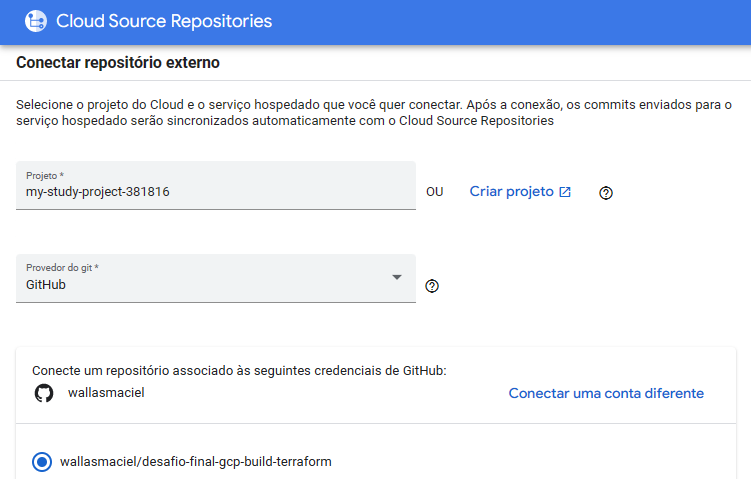 Cloud Source Repositories
Conectar repositório externo
Selecione o projeto do Cloud e o serviço hospedado que você quer conectar. Após a conexão, os commits enviados para o
serviço hospedado serão sincronizados automaticamente com o Cloud Source Repositories
Projeto *
my-study-project-381816
OU
Criar projeto
Provedor do git *
GitHub
Conecte um repositório associado às seguintes credenciais de GitHub:
wallasmaciel
Conectar uma conta diferente
wallasmaciel/desafio-final-gcp-build-terraform